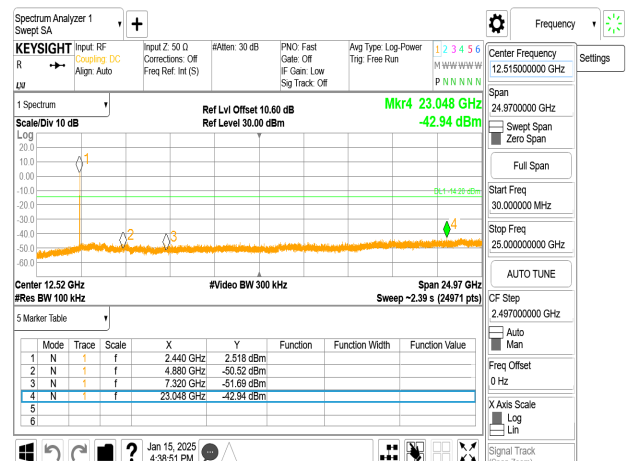 Spectrum Analyzer 1
Swept SA
Frequency
KEYSIGHT
R
Input: RF
Coupling: DC
Align: Auto
Input Z: 50 Ω
Corrections: Off
Freq Ref: Int (S)
#Atten: 30 dB
PNO: Fast
Gate: Off
IF Gain: Low
Sig Track: Off
Avg Type: Log-Power
Trig: Free Run
1 2 3 4 5 6
M W W W W W
P N N N N N
LXI
1 Spectrum
Scale/Div 10 dB
Ref Lvl Offset 10.60 dB
Ref Level 30.00 dBm
Mkr4 23.048 GHz
-42.94 dBm
Log
20.0
10.0
0.00
-10.0
-20.0
-30.0
-40.0
-50.0
-60.0
1
2
3
4
Center 12.52 GHz
#Res BW 100 kHz
#Video BW 300 kHz
Span 24.97 GHz
Sweep ~2.39 s (24971 pts)
5 Marker Table
Mode Trace Scale X Y Function Function Width Function Value
1 N 1 f 2.440 GHz 2.518 dBm
2 N 1 f 4.880 GHz -50.52 dBm
3 N 1 f 7.320 GHz -51.69 dBm
4 N 1 f 23.048 GHz -42.94 dBm
5
6
Jan 15, 2025
4:38:51 PM
?
Center Frequency
12.515000000 GHz
Settings
Span
24.9700000 GHz
Swept Span
Zero Span
Full Span
Start Freq
30.000000 MHz
Stop Freq
25.000000000 GHz
AUTO TUNE
CF Step
2.497000000 GHz
Auto
Man
Freq Offset
0 Hz
X Axis Scale
Log
Lin
Signal Track